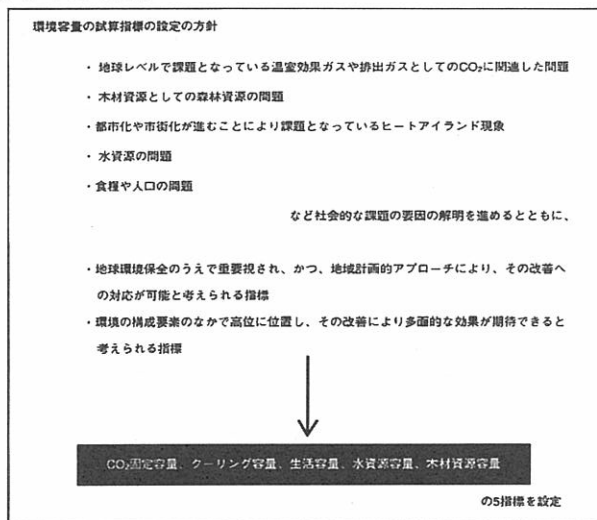 環境容量の試算指標の設定の方針
・地球レベルで課題となっている温室効果ガスや排出ガスとしてのCO₂に関連した問題
・木材資源としての森林資源の問題
・都市化や市街化が進むことにより課題となっているヒートアイランド現象
・水資源の問題
・食糧や人口の問題
など社会的な課題の要因の解明を進めるとともに、
・地球環境保全のうえで重要視され、かつ、地域計画的アプローチにより、その改善へ
の対応が可能と考えられる指標
・環境の構成要素のなかで高位に位置し、その改善により多面的な効果が期待できると
考えられる指標
CO₂固定容量、クーリング容量、生活容量、水資源容量、木材資源容量
の5指標を設定